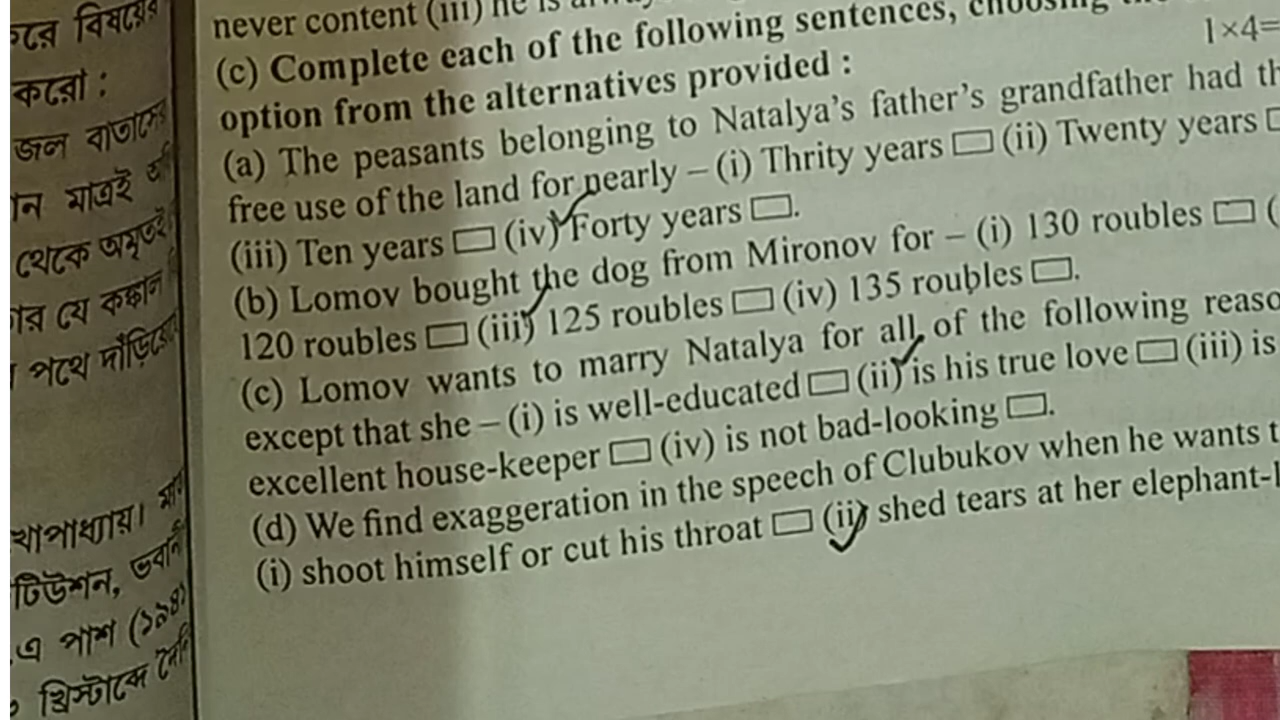 করে বিষয়ের
করো :
জল বাতাসে
মাত্রই
থেকে অমৃতই
যে কঙ্কাল
পথে দাঁড়িয়ে
টিউশন,
এ পাশ (১৯৪
খ্রিস্টাব্দে
never content (iii) he is
(c) Complete each of the following sentences, choosing the
1×4=
option from the alternatives provided :
(a) The peasants belonging to Natalya's father's grandfather had th
free use of the land for nearly – (i) Thrity years (ii) Twenty years
(iii) Ten years (iv) Forty years .
(b) Lomov bought the dog from Mironov for – (i) 130 roubles (
120 roubles (iii) 125 roubles (iv) 135 roubles .
(c) Lomov wants to marry Natalya for all of the following reaso
except that she – (i) is well-educated (ii) is his true love (iii) is
excellent house-keeper (iv) is not bad-looking .
(d) We find exaggeration in the speech of Clubukov when he wants t
(i) shoot himself or cut his throat (ii) shed tears at her elephant-l